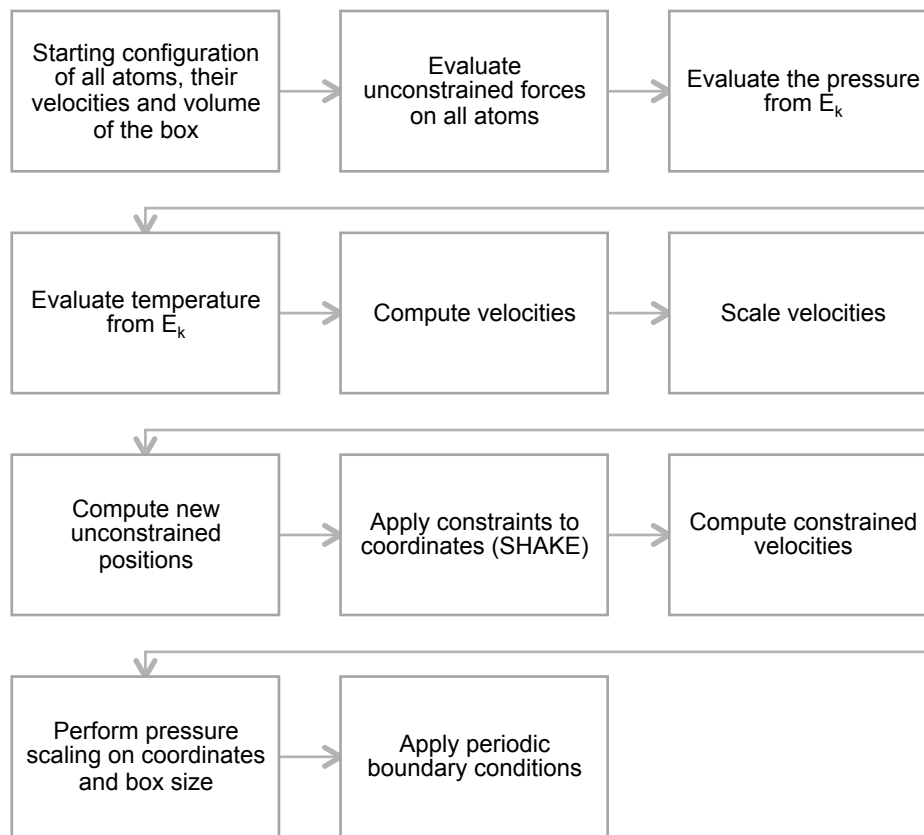 Starting configuration
of all atoms, their
velocities and volume
of the box
Evaluate
unconstrained forces
on all atoms
Evaluate the pressure
from Eₖ
Evaluate temperature
from Eₖ
Compute velocities
Scale velocities
Compute new
unconstrained
positions
Apply constraints to
coordinates (SHAKE)
Compute constrained
velocities
Perform pressure
scaling on coordinates
and box size
Apply periodic
boundary conditions